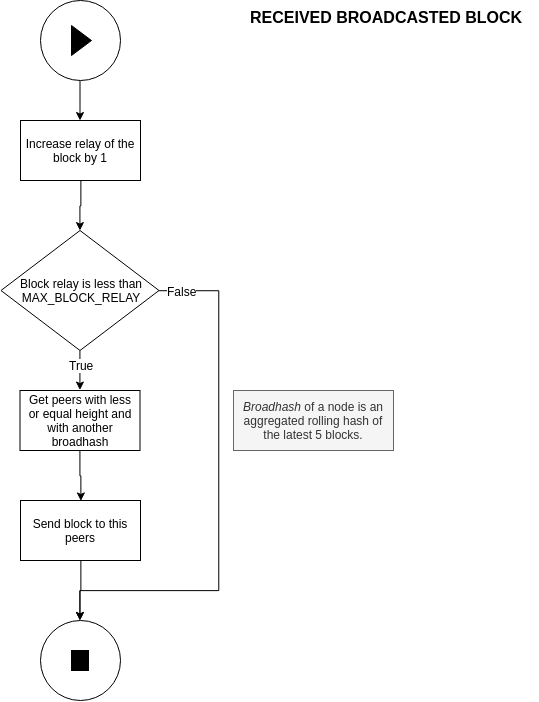 RECEIVED BROADCASTED BLOCK
Increase relay of the
block by 1
Block relay is less than
MAX_BLOCK_RELAY
False
True
Get peers with less
or equal height and
with another
broadhash
Broadhash of a node is an
aggregated rolling hash of
the latest 5 blocks.
Send block to this
peers